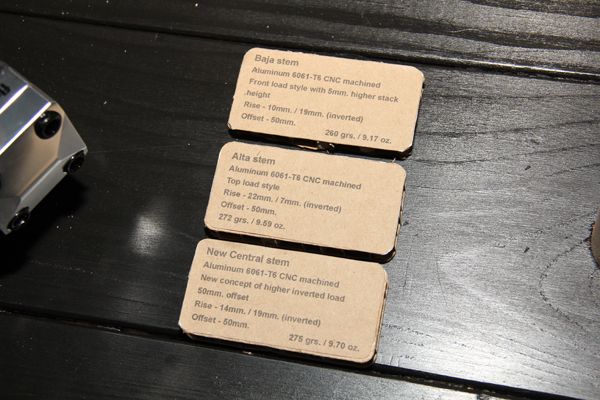 Baja stem
Aluminum 6061-T6 CNC machined
Front load style with 5mm. higher stack
height
Rise - 10mm. / 19mm. (inverted)
Offset - 50mm.
260 grs. / 9.17 oz.
Alta stem
Aluminum 6061-T6 CNC machined
Top load style
Rise - 22mm. / 7mm. (inverted)
Offset - 50mm.
272 grs. / 9.59 oz.
New Central stem
Aluminum 6061-T6 CNC machined
New concept of higher inverted load
50mm. offset
Rise - 14mm. / 19mm. (inverted)
Offset - 50mm.
275 grs. / 9.70 oz.